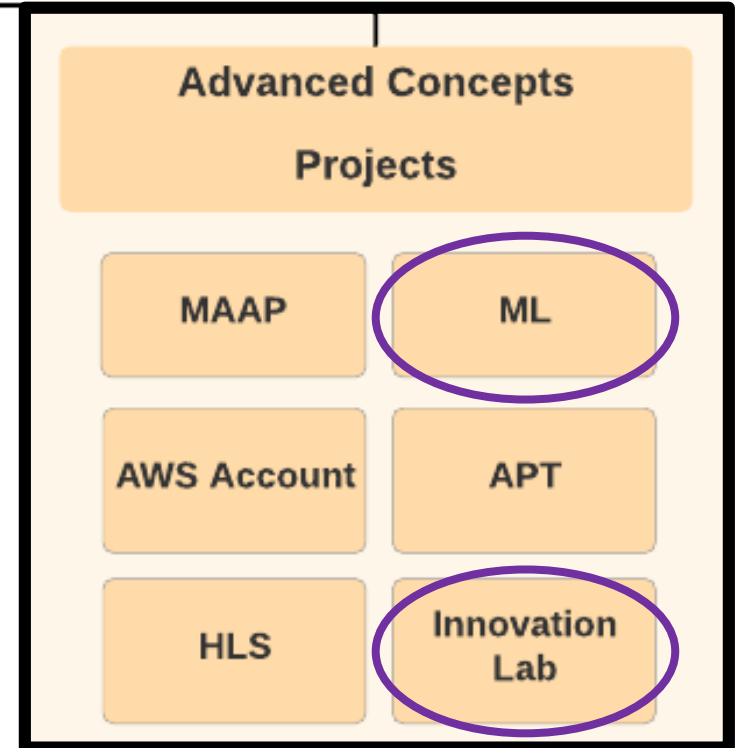 Advanced Concepts
Projects
MAAP
ML
AWS Account
APT
HLS
Innovation
Lab